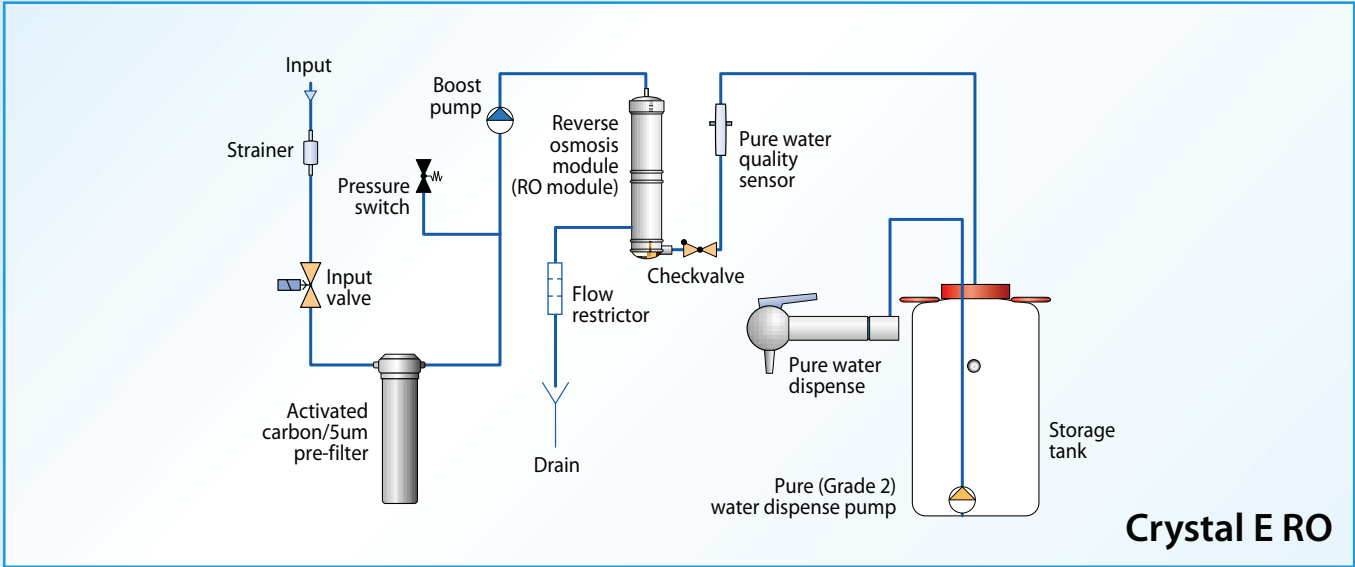 Input
Strainer
Input
valve
Activated
carbon/5um
pre-filter
Pressure
switch
Boost
pump
Reverse
osmosis
module
(RO module)
Flow
restrictor
Drain
Checkvalve
Pure water
quality
sensor
Pure water
dispense
Pure (Grade 2)
water dispense pump
Storage
tank
Crystal E RO